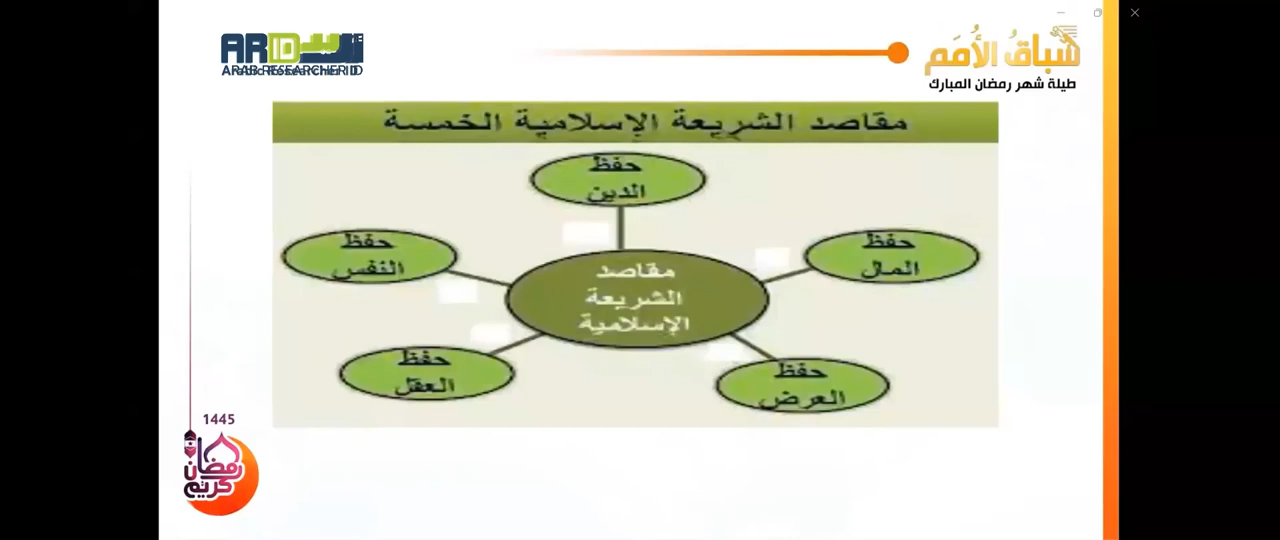 ARID أريد
ARAB RESEARCHER ID
سباق الأمم
طيلة شهر رمضان المبارك
مقاصد الشريعة الإسلامية الخمسة
حفظ
الدين
حفظ
المال
حفظ
النفس
مقاصد
الشريعة
الإسلامية
حفظ
العقل
حفظ
العرض
1445
رمضان
كريم